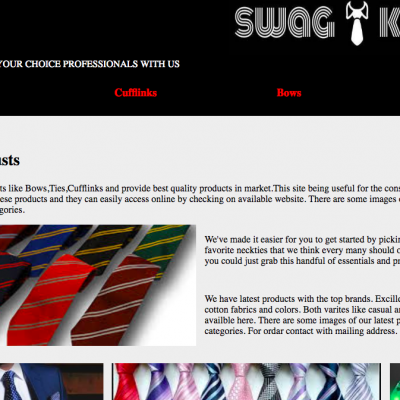 SWAG K
YOUR CHOICE PROFESSIONALS WITH US
Cufflinks Bows
sts
ts like Bows,Ties,Cufflinks and provide best quality products in market.This site being useful for the cons
ese products and they can easily access online by checking on available website. There are some images o
gories.
We've made it easier for you to get started by pickin
favorite neckties that we think every many should o
you could just grab this handful of essentials and pr
We have latest products with the top brands. Excille
cotton fabrics and colors. Both varites like casual an
availble here. There are some images of our latest p
categories. For ordar contact with mailing address.